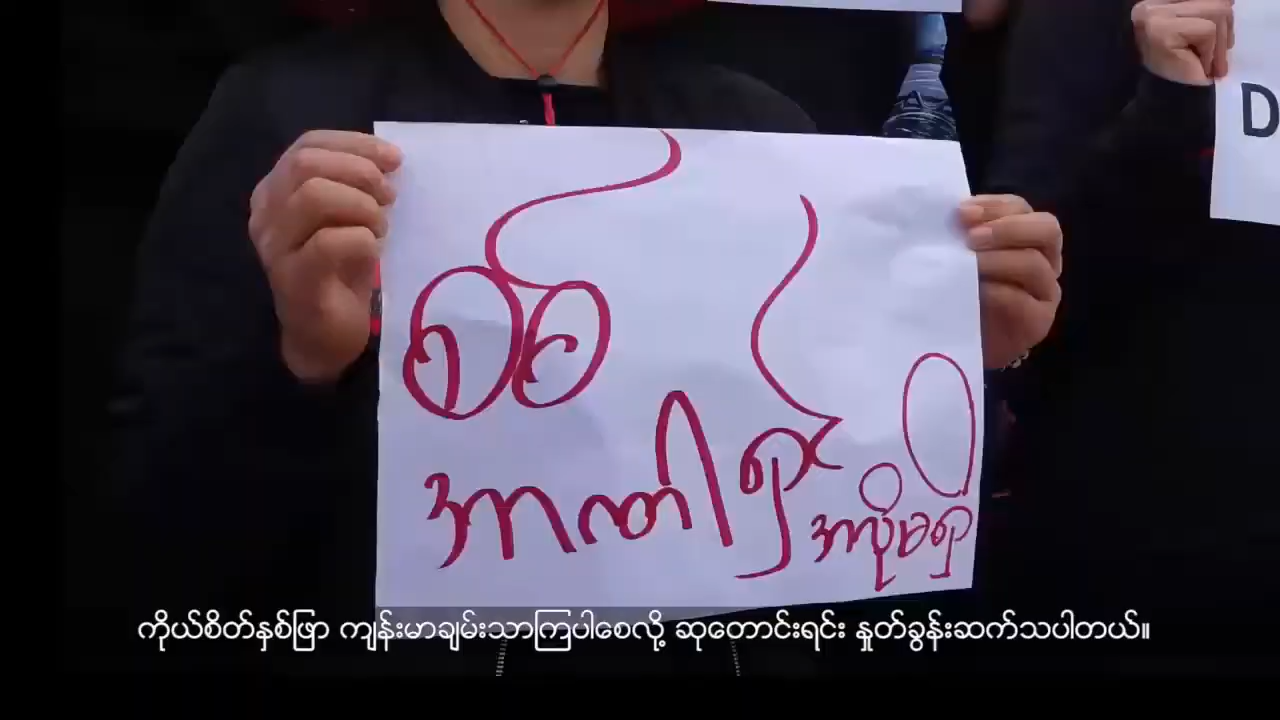 စစ်
အာဏာရှင်
အလိုမရှိ
D
ကိုယ်စိတ်နှစ်ဖြာ ကျန်းမာချမ်းသာကြပါစေလို့ ဆုတောင်းရင်း နှုတ်ခွန်းဆက်သပါတယ်။